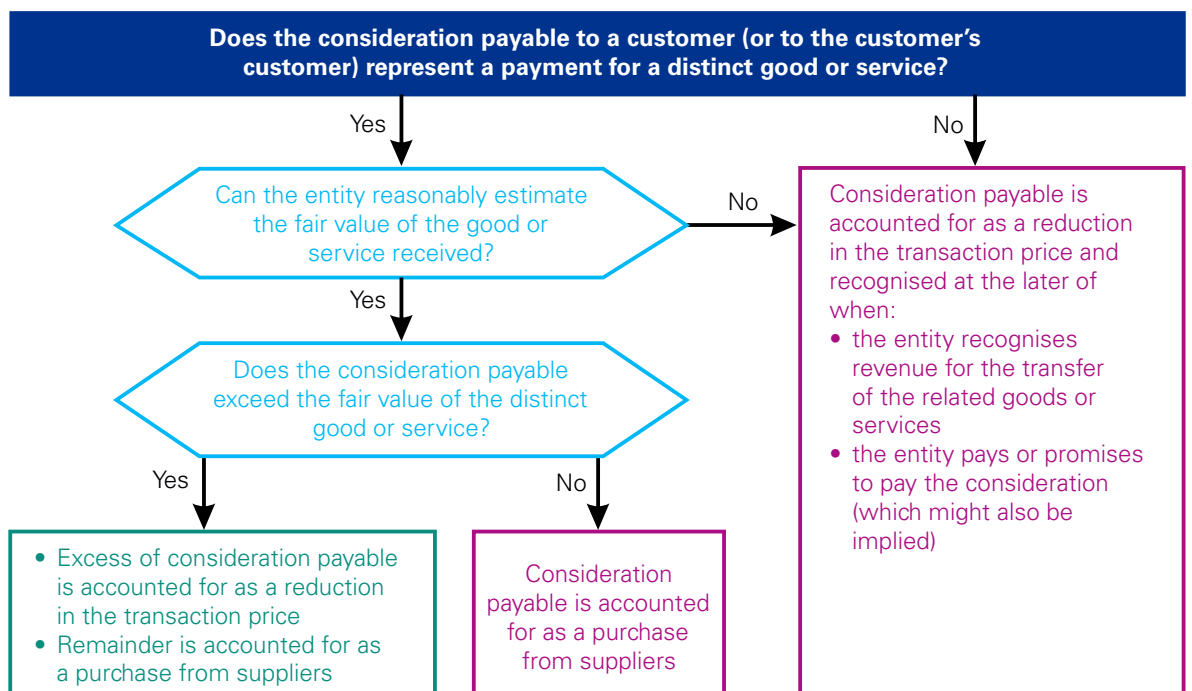 Does the consideration payable to a customer (or to the customer's
customer) represent a payment for a distinct good or service?
Yes
No
Can the entity reasonably estimate
the fair value of the good or
service received?
No
Yes
Does the consideration payable
exceed the fair value of the distinct
good or service?
Yes
No
• Excess of consideration payable
is accounted for as a reduction
in the transaction price
• Remainder is accounted for as
a purchase from suppliers
Consideration
payable is accounted
for as a purchase
from suppliers
Consideration payable is
accounted for as a reduction
in the transaction price and
recognised at the later of
when:
• the entity recognises
revenue for the transfer
of the related goods or
services
• the entity pays or promises
to pay the consideration
(which might also be
implied)